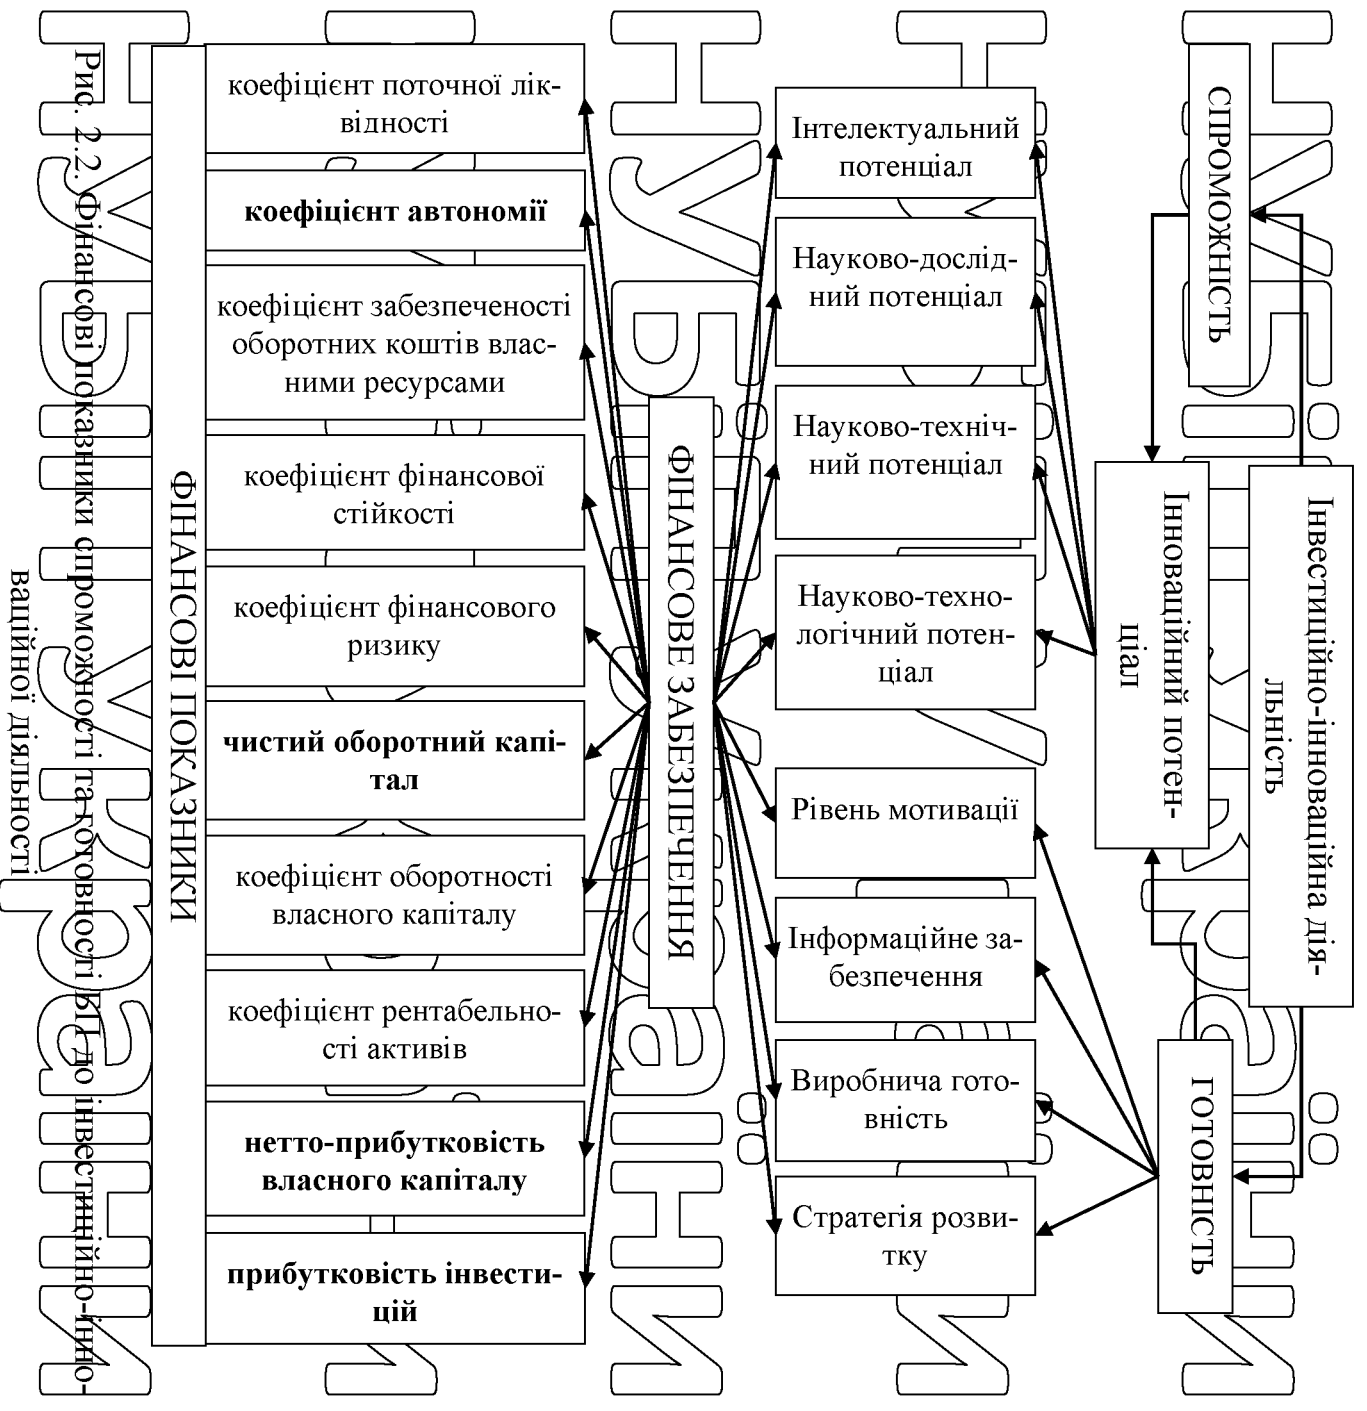 Інвестиційно-інноваційна дія-
льність
СПРОМОЖНІСТЬ
ГОТОВНІСТЬ
Інноваційний потен-
ціал
Інтелектуальний
потенціал
Науково-дослід-
ний потенціал
Науково-техніч-
ний потенціал
Науково-техно-
логічний потен-
ціал
Рівень мотивації
Інформаційне за-
безпечення
Виробнича гото-
вність
Стратегія розви-
тку
ФІНАНСОВЕ ЗАБЕЗПЕЧЕННЯ
коефіцієнт поточної лік-
відності
коефіцієнт автономії
коефіцієнт забезпеченості
оборотних коштів влас-
ними ресурсами
коефіцієнт фінансової
стійкості
коефіцієнт фінансового
ризику
чистий оборотний капі-
тал
коефіцієнт оборотності
власного капіталу
коефіцієнт рентабельно-
сті активів
нетто-прибутковість
власного капіталу
прибутковість інвести-
цій
ФІНАНСОВІ ПОКАЗНИКИ
Рис. 2.2. Фінансові показники спроможності та готовності БП до інвестиційно-інно-
ваційної діяльності